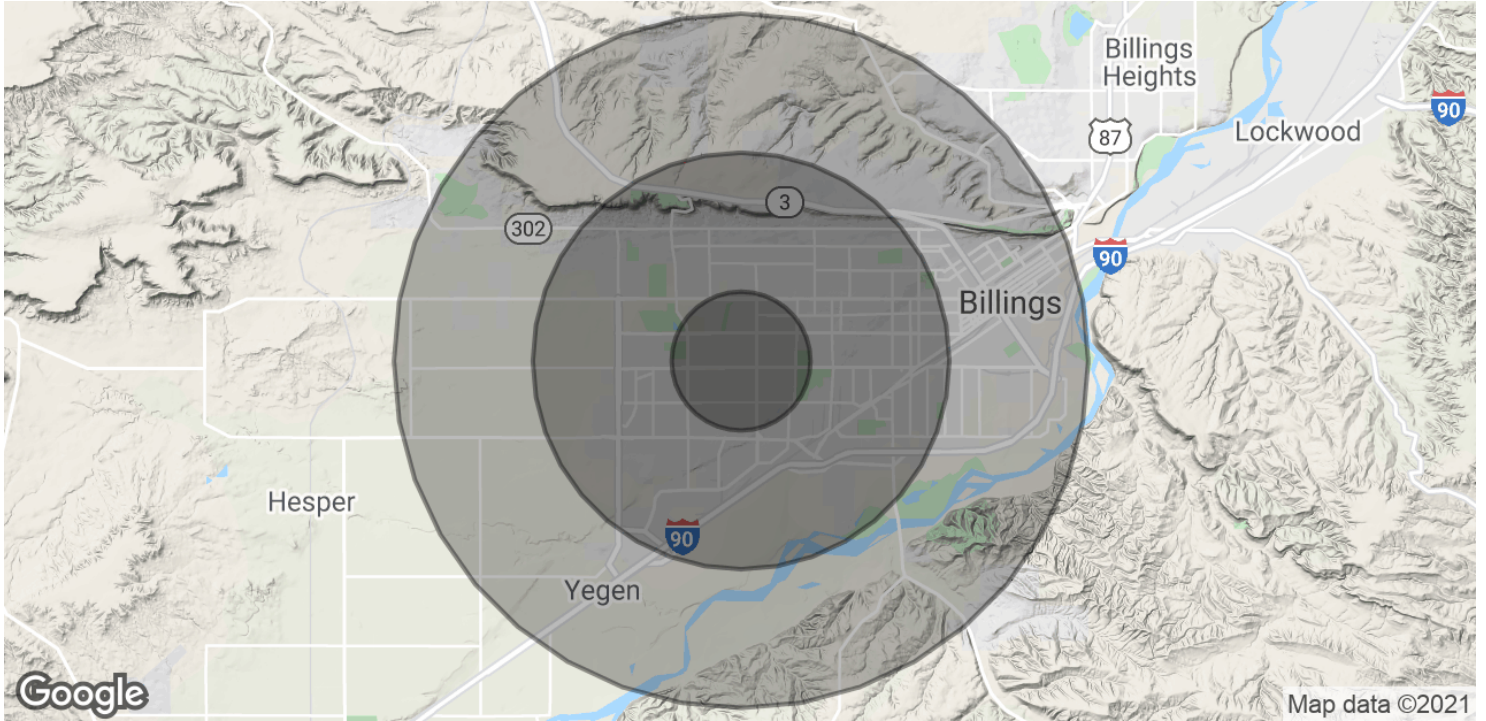 Billings
Heights
90
87
Lockwood
3
302
90
Billings
Hesper
90
Yegen
Google
Map data ©2021